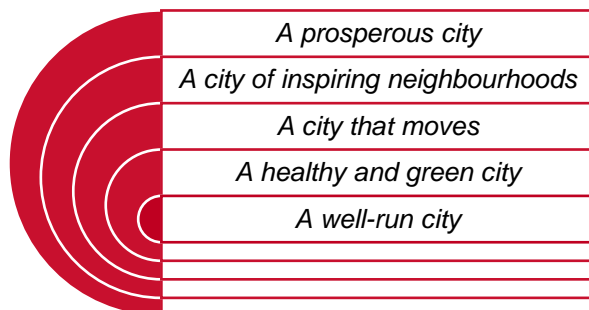 A prosperous city
A city of inspiring neighbourhoods
A city that moves
A healthy and green city
A well-run city